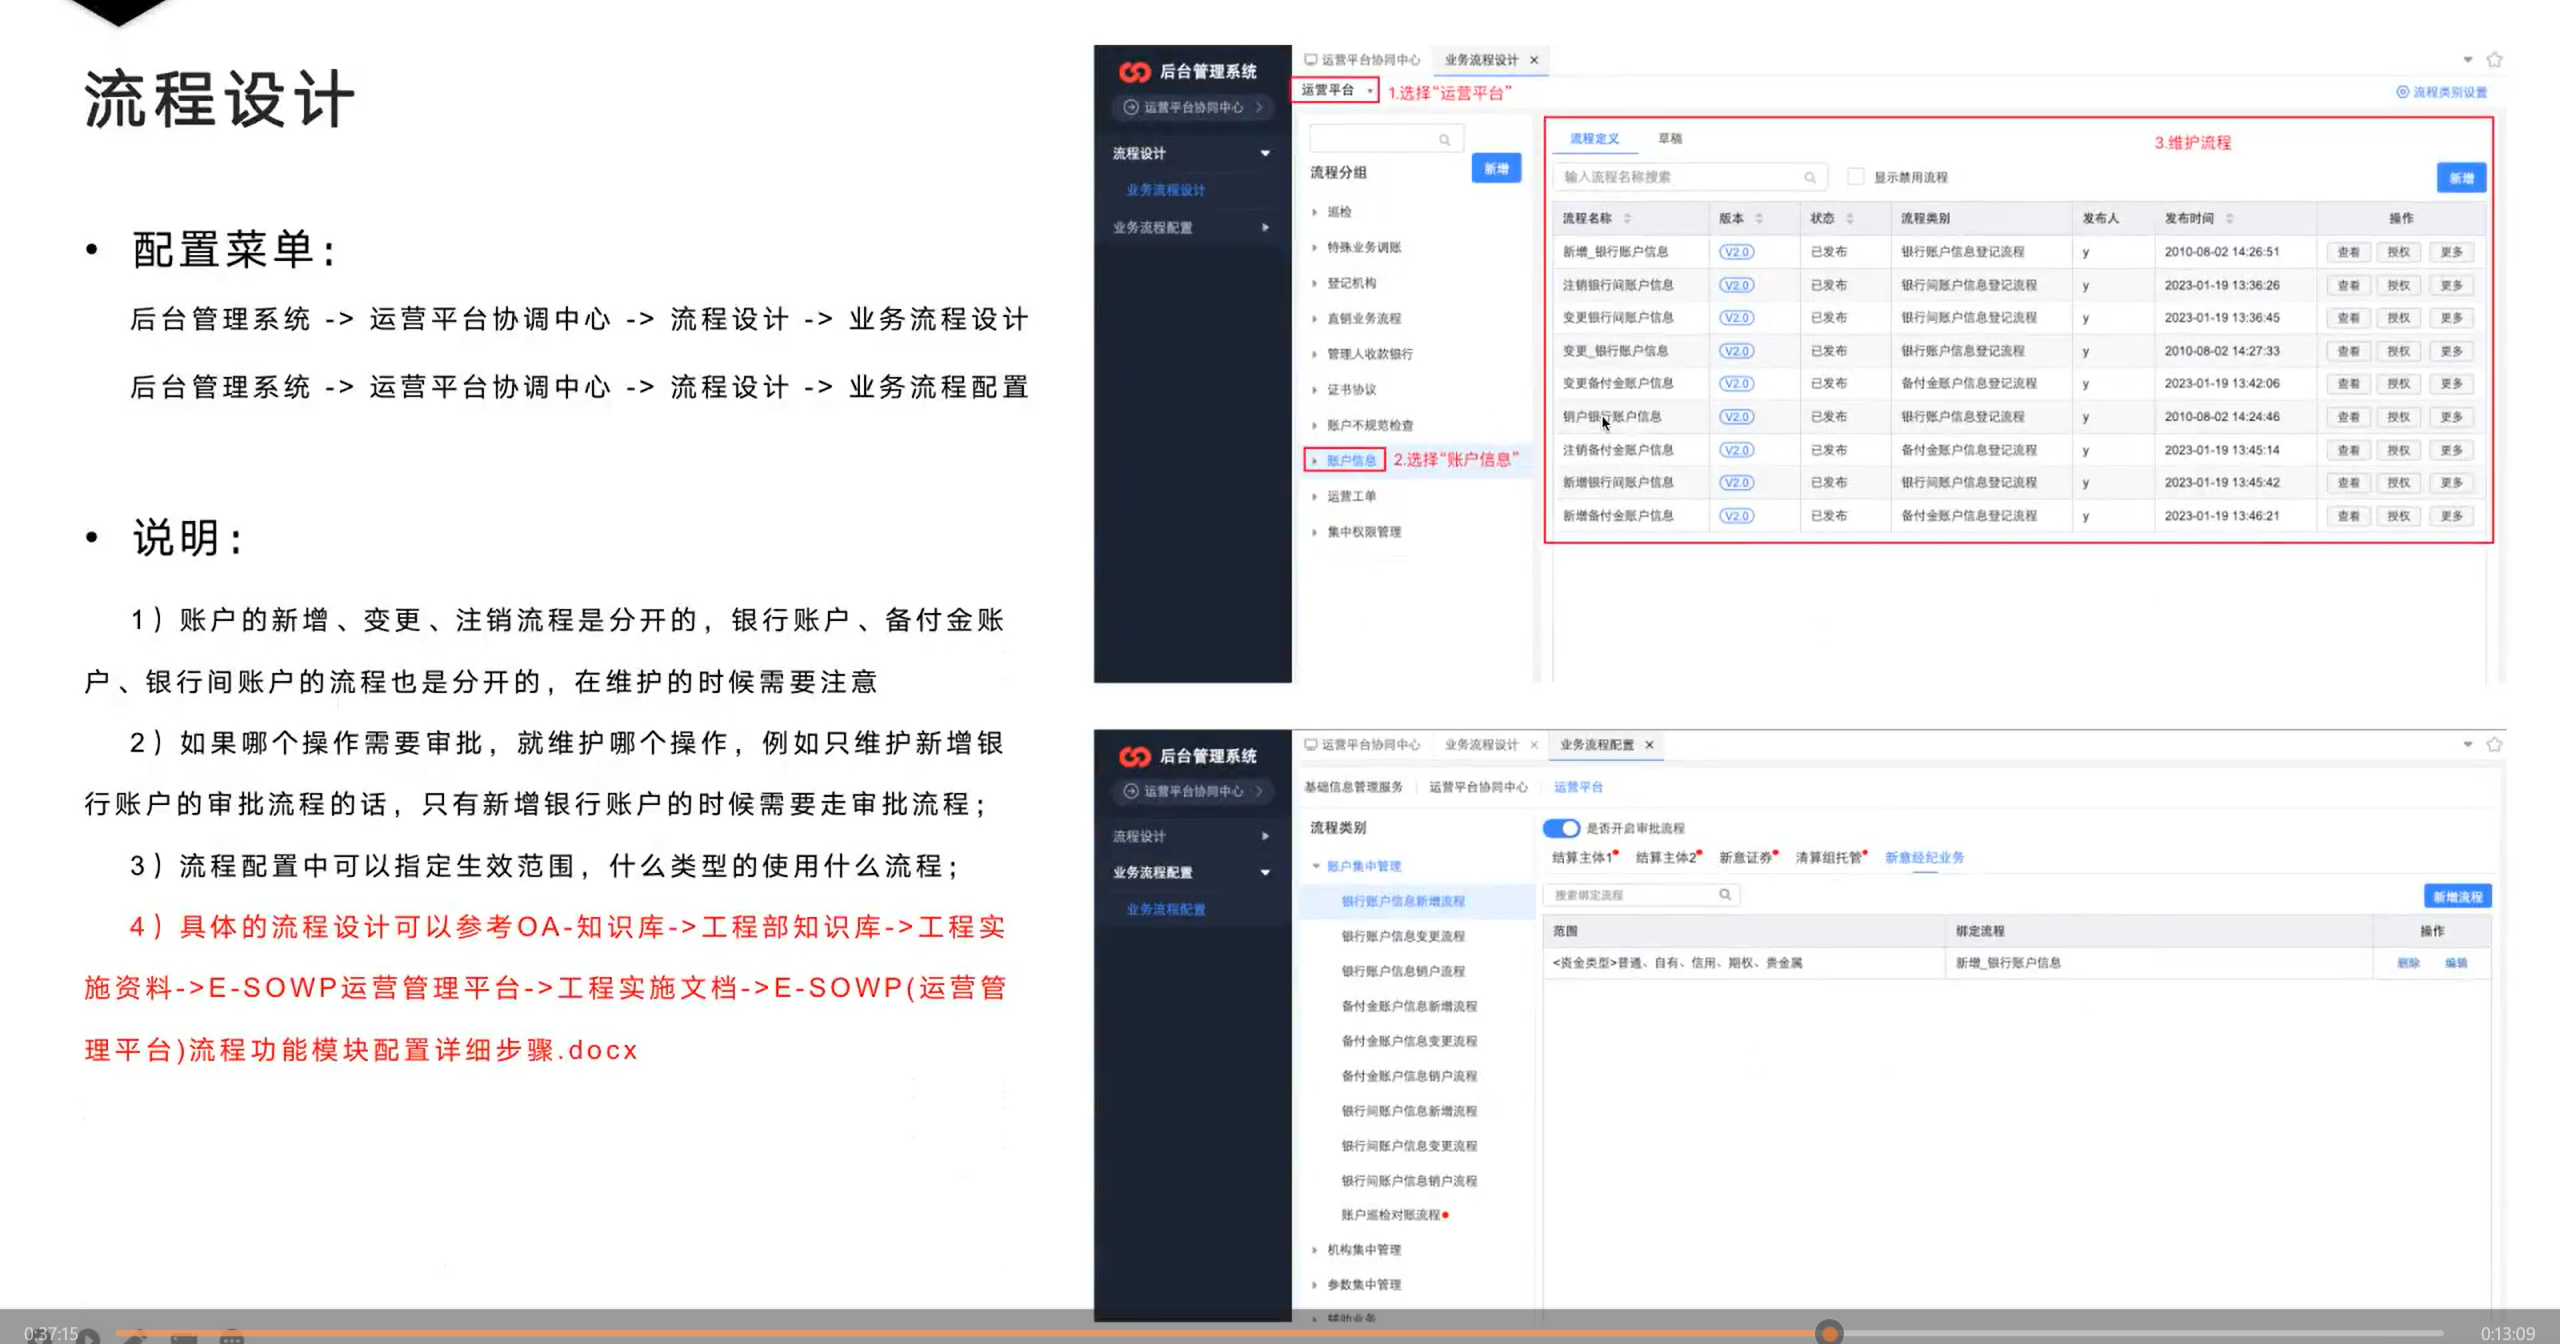 流程设计
• 配置菜单：
后台管理系统 -> 运营平台协调中心 -> 流程设计 -> 业务流程设计
后台管理系统 -> 运营平台协调中心 -> 流程设计 -> 业务流程配置
• 说明：
1）账户的新增、变更、注销流程是分开的，银行账户、备付金账
户、银行间账户的流程也是分开的，在维护的时候需要注意
2）如果哪个操作需要审批，就维护哪个操作，例如只维护新增银
行账户的审批流程的话，只有新增银行账户的时候需要走审批流程；
3）流程配置中可以指定生效范围，什么类型的使用什么流程；
4）具体的流程设计可以参考OA-知识库->工程部知识库->工程实
施资料->E-SOWP运营管理平台->工程实施文档->E-SOWP(运营管
理平台)流程功能模块配置详细步骤.docx
后台管理系统
运营平台协同中心
流程设计
业务流程设计
业务流程配置
运营平台协同中心 业务流程设计
运营平台 1.选择“运营平台” 流程类别设置
流程分组 新增
巡检
特殊业务调账
登记机构
直销业务流程
管理人收款银行
证书协议
账户不规范检查
账户信息 2.选择“账户信息”
运营工单
集中权限管理
流程定义 草稿 3.维护流程
输入流程名称搜索 显示禁用流程 新增
流程名称 版本 状态 流程类别 发布人 发布时间 操作
新增_银行账户信息 V2.0 已发布 银行账户信息登记流程 y 2010-08-02 14:26:51 查看 授权 更多
注销银行间账户信息 V2.0 已发布 银行间账户信息登记流程 y 2023-01-19 13:36:26 查看 授权 更多
变更银行间账户信息 V2.0 已发布 银行间账户信息登记流程 y 2023-01-19 13:36:45 查看 授权 更多
变更_银行账户信息 V2.0 已发布 银行账户信息登记流程 y 2010-08-02 14:27:33 查看 授权 更多
变更备付金账户信息 V2.0 已发布 备付金账户信息登记流程 y 2023-01-19 13:42:06 查看 授权 更多
销户银行账户信息 V2.0 已发布 银行账户信息登记流程 y 2010-08-02 14:24:46 查看 授权 更多
注销备付金账户信息 V2.0 已发布 备付金账户信息登记流程 y 2023-01-19 13:45:14 查看 授权 更多
新增银行间账户信息 V2.0 已发布 银行间账户信息登记流程 y 2023-01-19 13:45:42 查看 授权 更多
新增备付金账户信息 V2.0 已发布 备付金账户信息登记流程 y 2023-01-19 13:46:21 查看 授权 更多
后台管理系统
运营平台协同中心
流程设计
业务流程配置
业务流程配置
运营平台协同中心 业务流程设计 业务流程配置
基础信息管理服务 运营平台协同中心 运营平台
流程类别
账户集中管理
银行账户信息新增流程
银行账户信息变更流程
银行账户信息销户流程
备付金账户信息新增流程
备付金账户信息变更流程
备付金账户信息销户流程
银行间账户信息新增流程
银行间账户信息变更流程
银行间账户信息销户流程
账户巡检对账流程
机构集中管理
参数集中管理
辅助业务
是否开启审批流程
结算主体1 结算主体2 新意证券 清算组托管 新意经纪业务
搜索绑定流程 新增流程
范围 绑定流程 操作
<资金类型>普通、自有、信用、期权、贵金属 新增_银行账户信息 删除 编辑
0:37:15 0:13:09